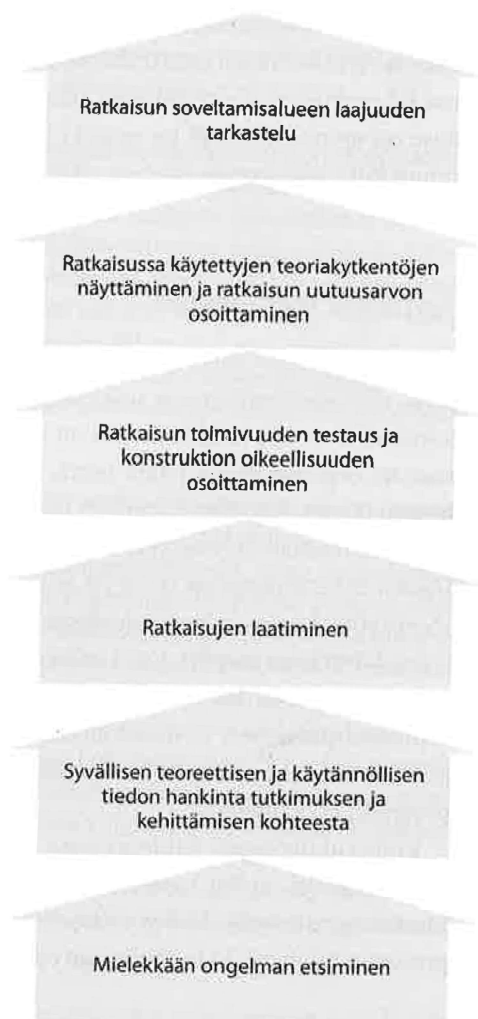 Ratkaisun soveltamisalueen laajuuden
tarkastelu
Ratkaisussa käytettyjen teoriakytkentöjen
näyttäminen ja ratkaisun uutuusarvon
osoittaminen
Ratkaisun toimivuuden testaus ja
konstruktion oikeellisuuden
osoittaminen
Ratkaisujen laatiminen
Syvällisen teoreettisen ja käytännöllisen
tiedon hankinta tutkimuksen ja
kehittämisen kohteesta
Mielekkään ongelman etsiminen